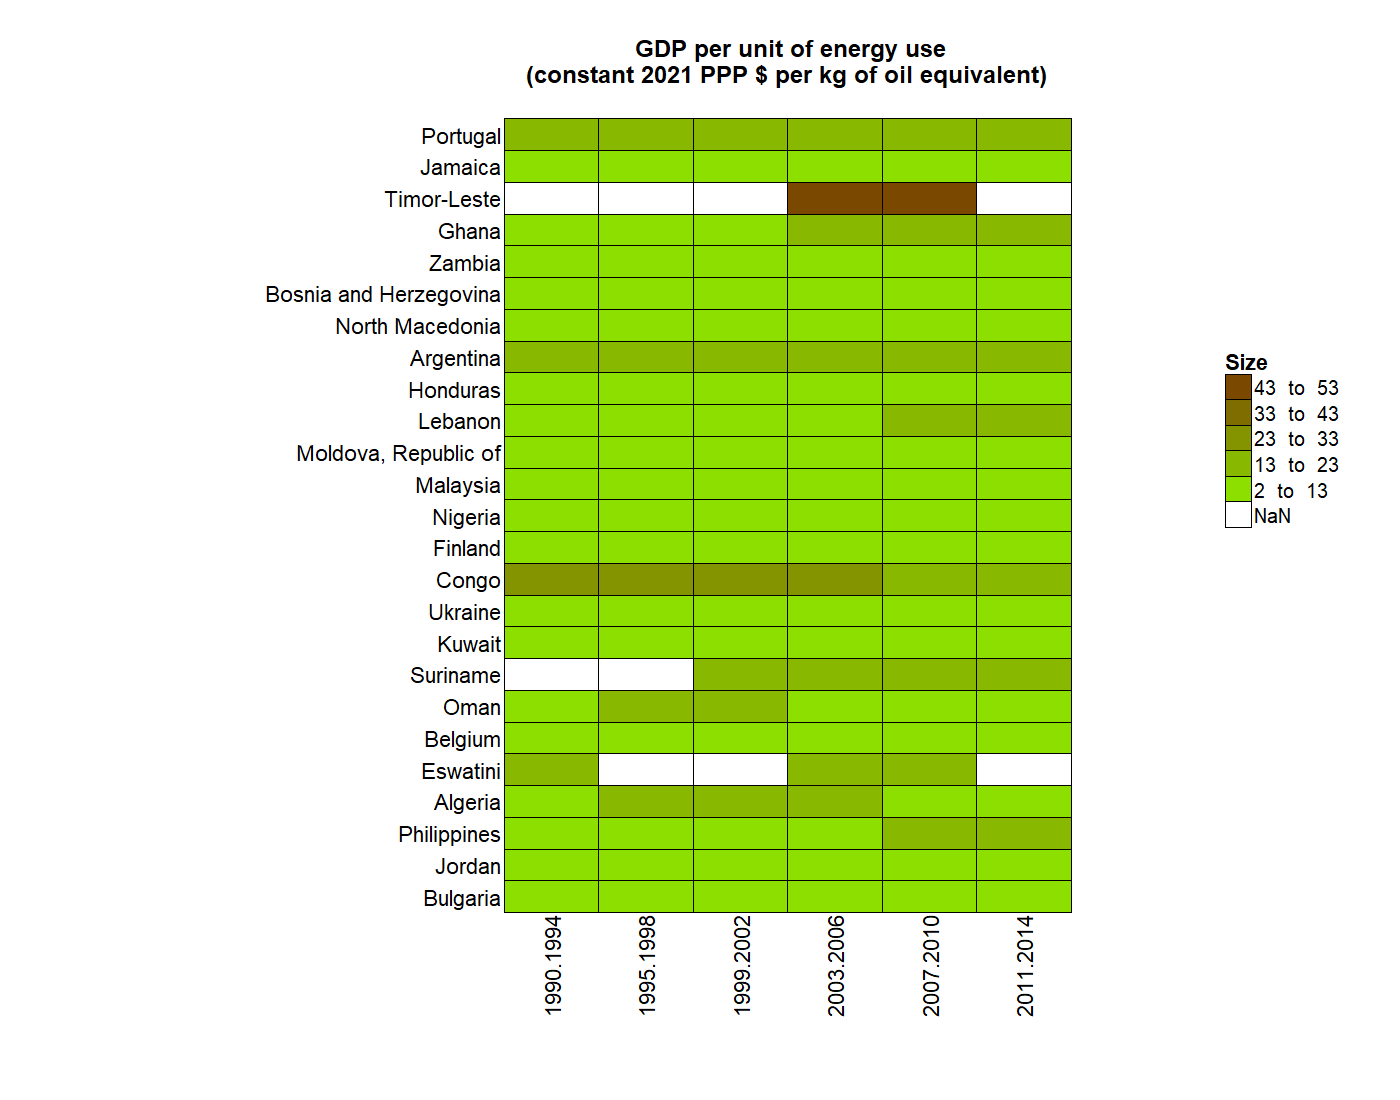 GDP per unit of energy use
(constant 2021 PPP $ per kg of oil equivalent)
Portugal
Jamaica
Timor-Leste
Ghana
Zambia
Bosnia and Herzegovina
North Macedonia
Argentina
Honduras
Lebanon
Moldova, Republic of
Malaysia
Nigeria
Finland
Congo
Ukraine
Kuwait
Suriname
Oman
Belgium
Eswatini
Algeria
Philippines
Jordan
Bulgaria
1990.1994
1995.1998
1999.2002
2003.2006
2007.2010
2011.2014
Size
43 to 53
33 to 43
23 to 33
13 to 23
2 to 13
NaN